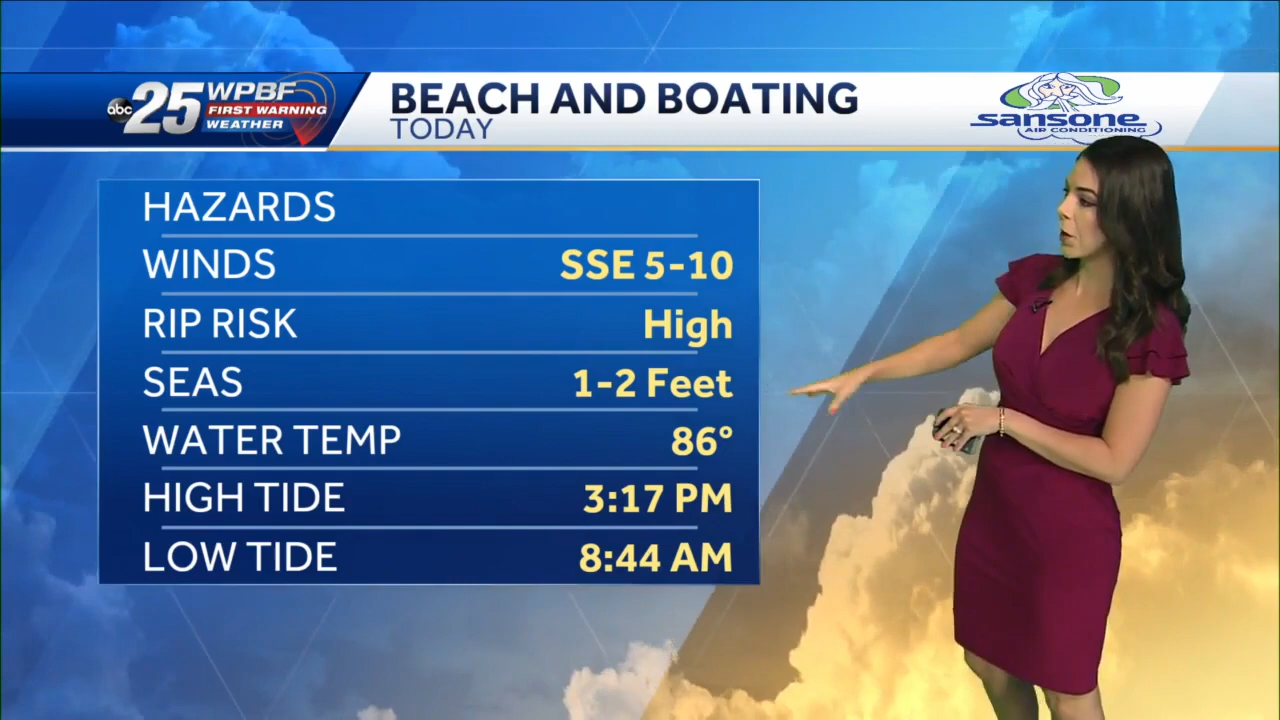 abc 25 WPBF
FIRST WARNING
WEATHER
BEACH AND BOATING
TODAY
sansone
AIR CONDITIONING
HAZARDS
WINDS SSE 5-10
RIP RISK High
SEAS 1-2 Feet
WATER TEMP 86°
HIGH TIDE 3:17 PM
LOW TIDE 8:44 AM